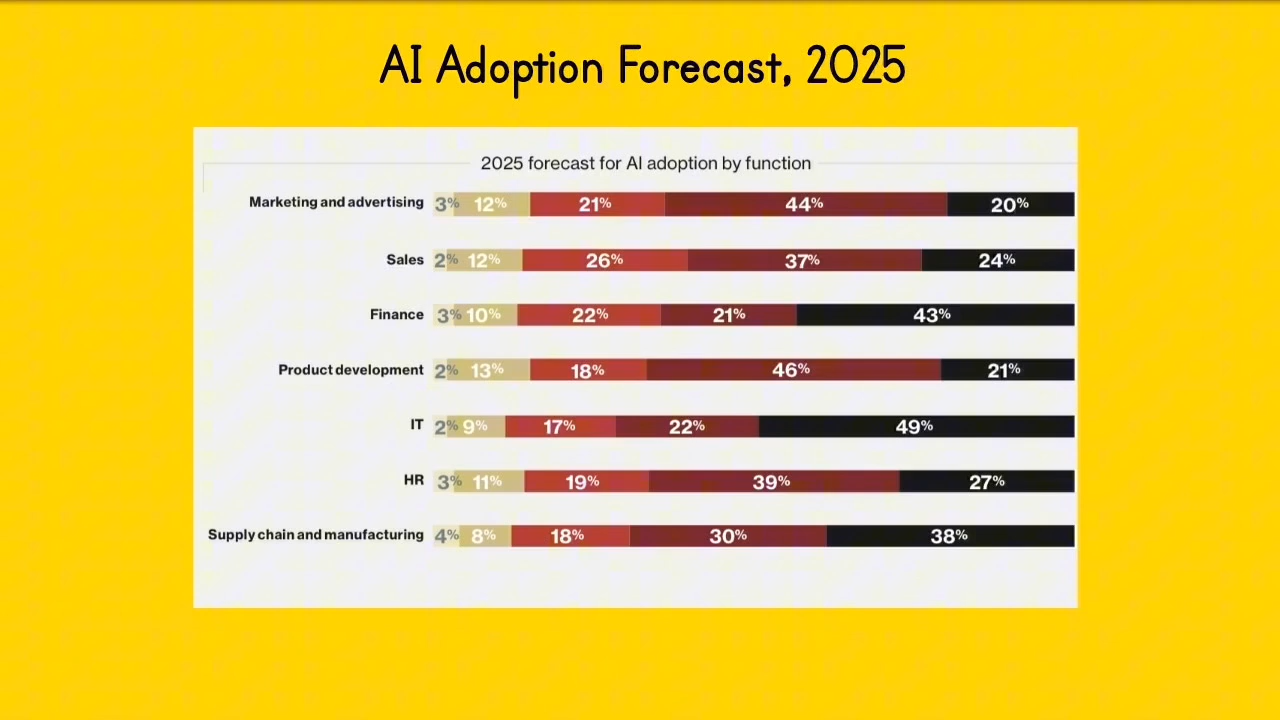 AI Adoption Forecast, 2025
2025 forecast for AI adoption by function
Marketing and advertising 3% 12% 21% 44% 20%
Sales 2% 12% 26% 37% 24%
Finance 3% 10% 22% 21% 43%
Product development 2% 13% 18% 46% 21%
IT 2% 9% 17% 22% 49%
HR 3% 11% 19% 39% 27%
Supply chain and manufacturing 4% 8% 18% 30% 38%